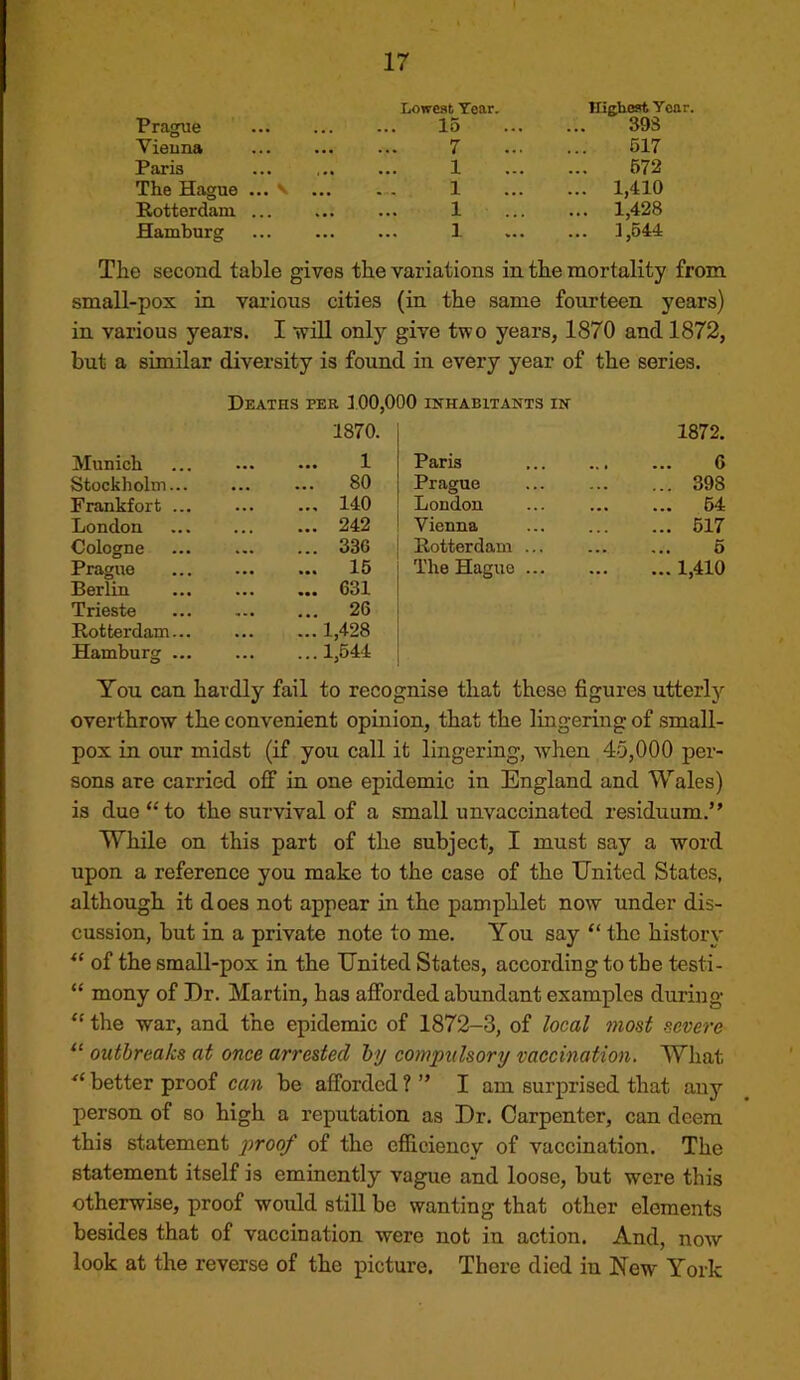 17
Lowest Year. Highest Year.
Prague ... ... ... 15 ... ... 398
Vienna ... ... ... 7 ... ... 517
Paris ... ... ... 1 ... ... 572
The Hague ... ... ... 1 ... ... 1,410
Rotterdam ... ... ... 1 ... ... 1,428
Hamburg ... ... ... 1 ... ... 1,544
The second table gives the variations in the mortality from
small-pox in various cities (in the same fourteen years)
in various years. I will only give two years, 1870 and 1872,
but a similar diversity is found in every year of the series.
DEATHS PER 100,000 INHABITANTS IN
1870. 1872.
Munich ... ... ... 1 Paris ... ... ... 6
Stockholm... ... ... 80 Prague ... ... ... 398
Frankfort ... ... ... 140 London ... ... ... 54
London ... ... ... 242 Vienna ... ... ... 517
Cologne ... ... ... 336 Rotterdam ... ... ... 5
Prague ... ... ... 15 The Hague ... ... ... 1,410
Berlin ... ... ... 631
Trieste ... ... ... 26
Rotterdam... ... ... 1,428
Hamburg ... ... ... 1,544
You can hardly fail to recognise that these figures utterly
overthrow the convenient opinion, that the lingering of small-
pox in our midst (if you call it lingering, when 45,000 per-
sons are carried off in one epidemic in England and Wales)
is due “to the survival of a small unvaccinated residuum.”
While on this part of the subject, I must say a word
upon a reference you make to the case of the United States,
although it does not appear in the pamphlet now under dis-
cussion, but in a private note to me. You say “ the history
“ of the small-pox in the United States, according to the testi-
“ mony of Dr. Martin, has afforded abundant examples during
“ the war, and the epidemic of 1872–3, of local most severe
“ outbreaks at once arrested by compulsory vaccination. What
“ better proof can be afforded ? ” I am surprised that any
person of so high a reputation as Dr. Carpenter, can deem
this statement proof of the efficiency of vaccination. The
statement itself is eminently vague and loose, but were this
otherwise, proof would still be wanting that other elements
besides that of vaccination were not in action. And, now
look at the reverse of the picture. There died in New York